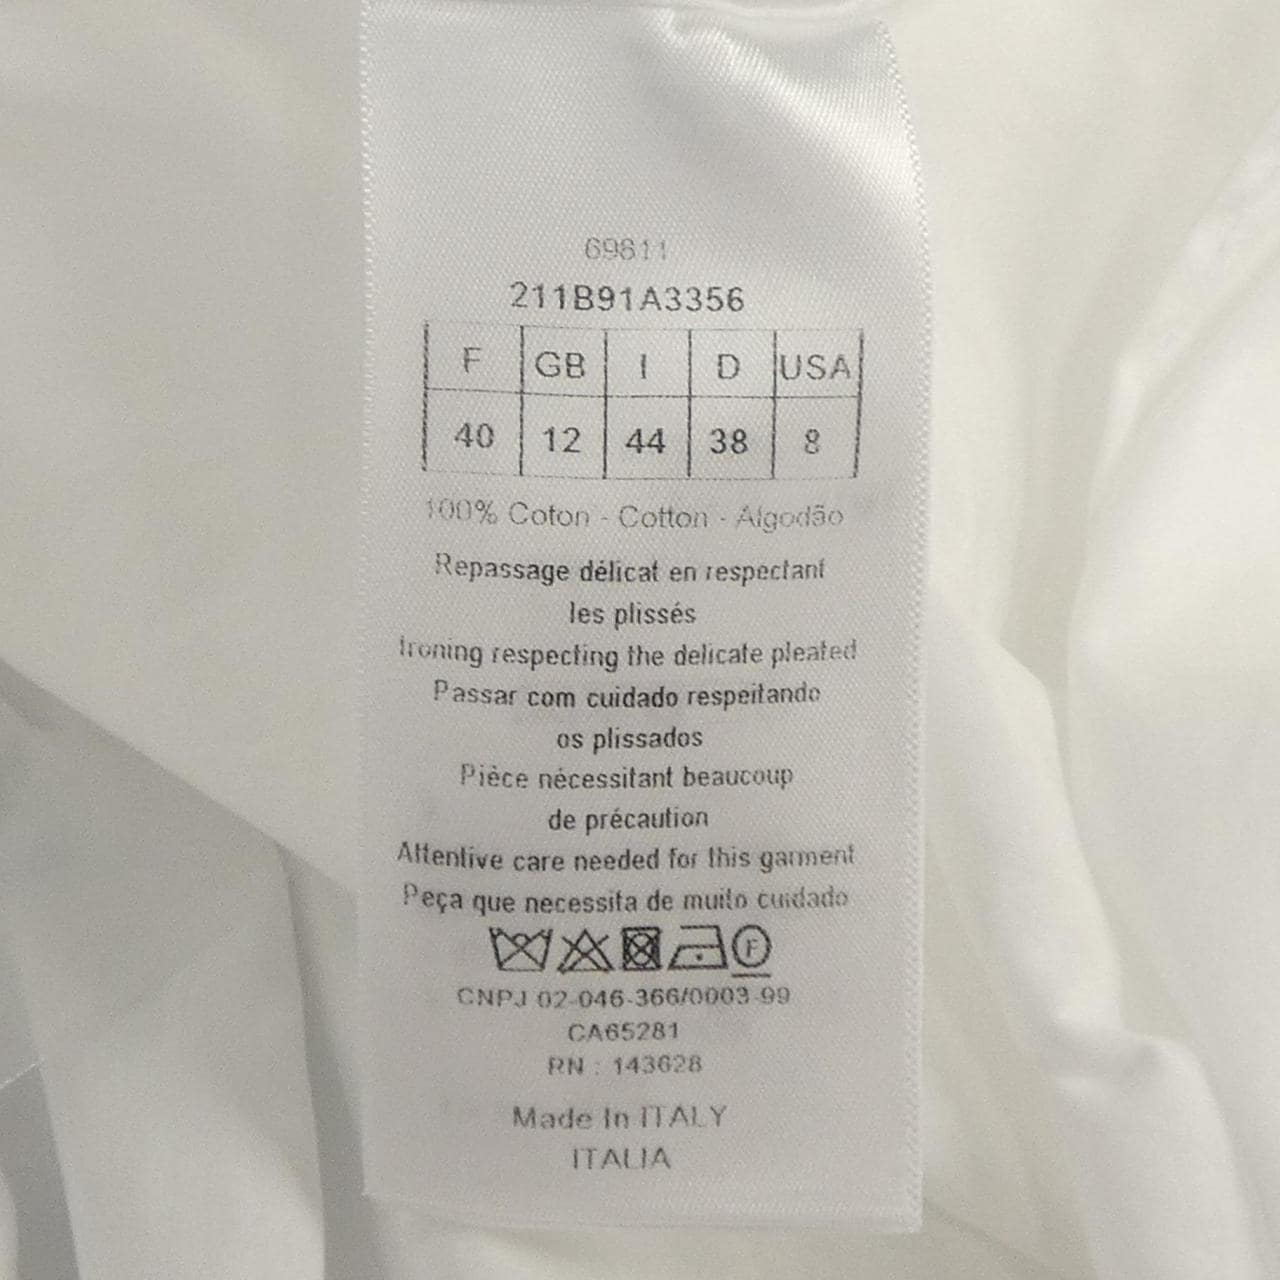 69811
211B91A3356
F GB I D USA
40 12 44 38 8
100% Coton - Cotton - Algodão
Repassage délicat en respectant
les plissés
Ironing respecting the delicate pleated
Passar com cuidado respeitando
os plissados
Pièce nécessitant beaucoup
de précaution
Attentive care needed for this garment
Peça que necessita de muito cuidado
F
CNPJ 02-046-366/0003-99
CA65281
RN : 143628
Made In ITALY
ITALIA